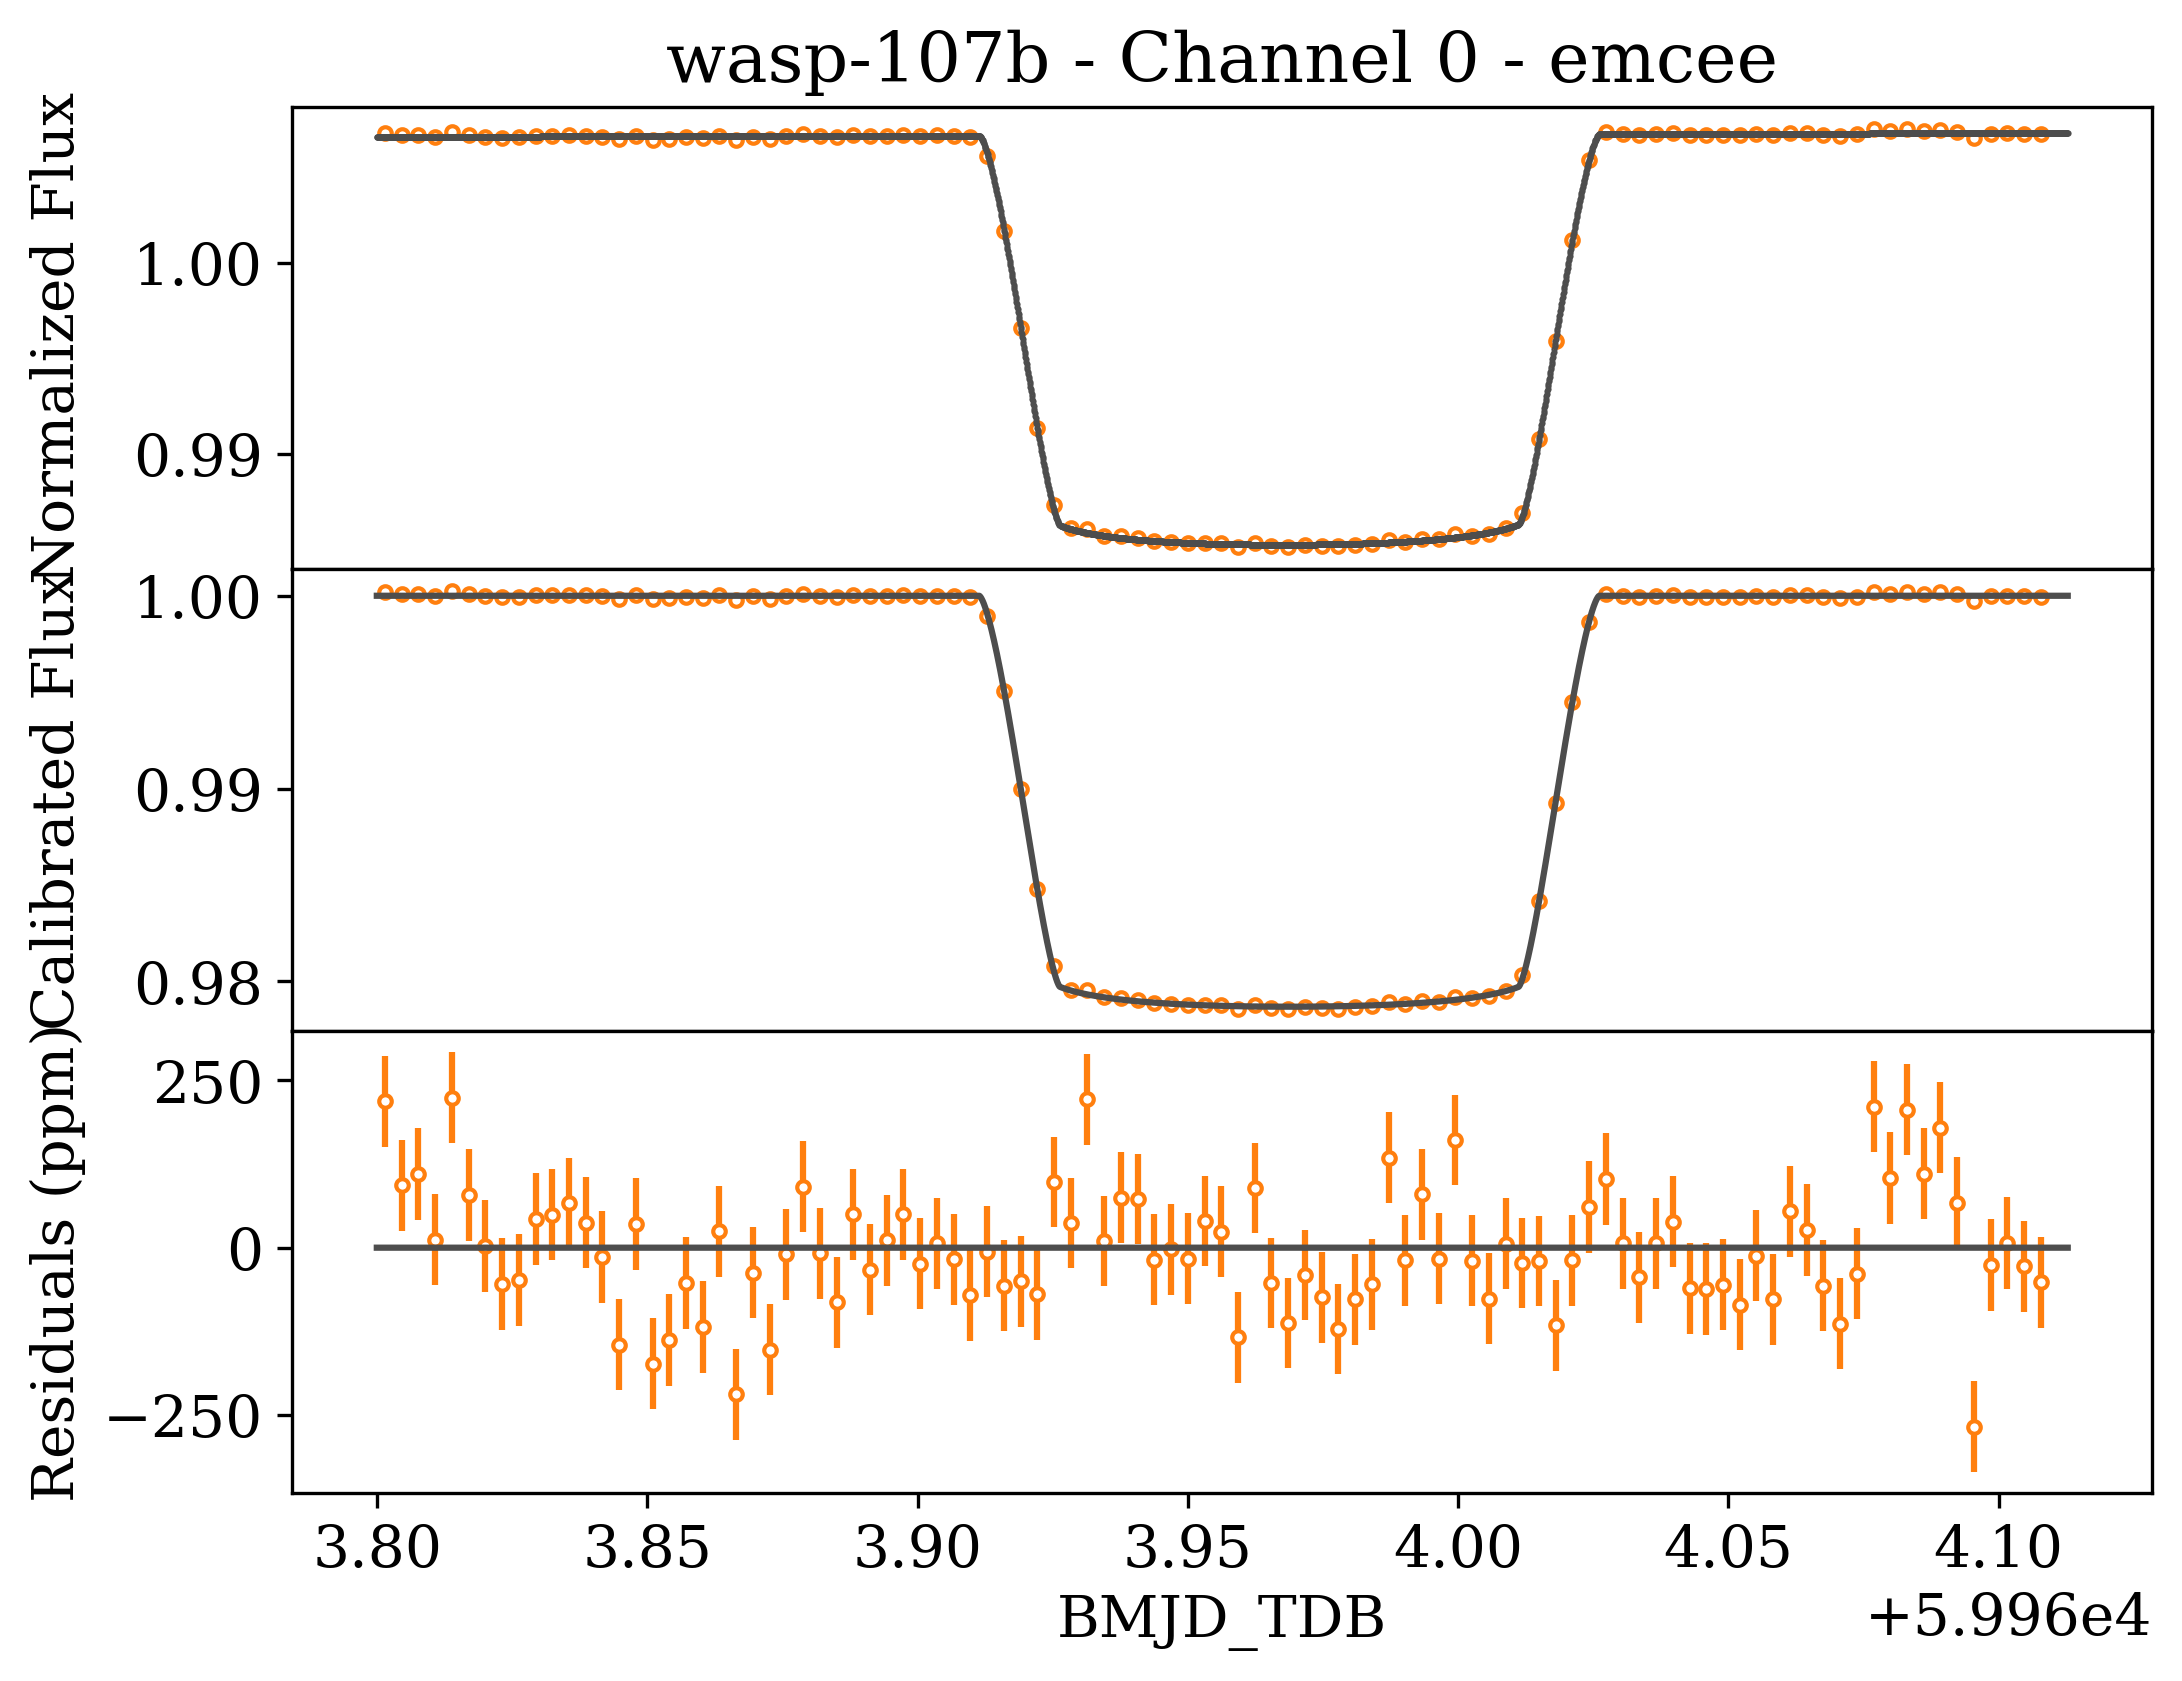 wasp-107b - Channel 0 - emcee
Normalized Flux
1.00
0.99
Calibrated Flux
1.00
0.99
0.98
Residuals (ppm)
250
0
−250
3.80 3.85 3.90 3.95 4.00 4.05 4.10
BMJD_TDB
+5.996e4